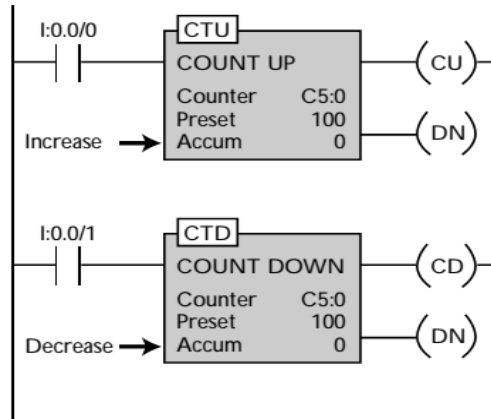 I:0.0/0
CTU
COUNT UP
Counter C5:0
Preset 100
Accum 0
CU
DN
Increase
I:0.0/1
CTD
COUNT DOWN
Counter C5:0
Preset 100
Accum 0
CD
DN
Decrease